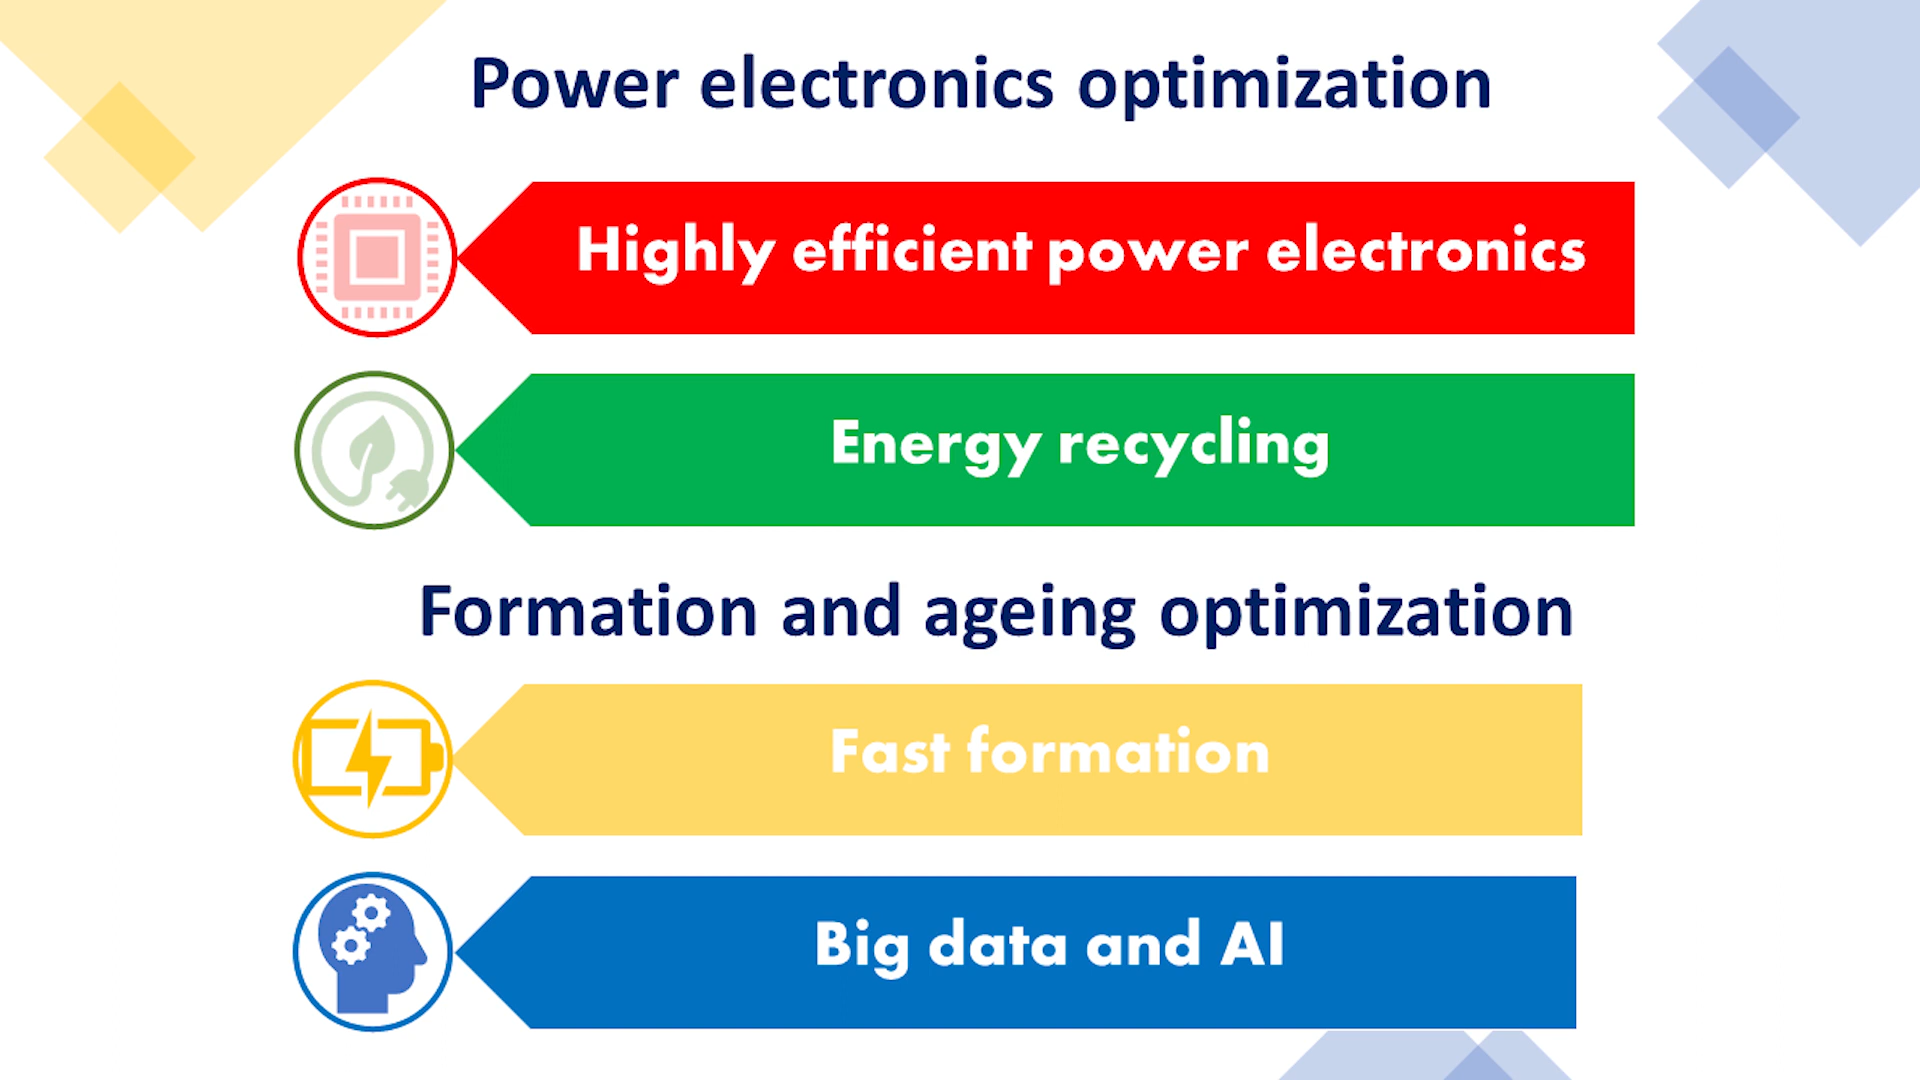 Power electronics optimization
Highly efficient power electronics
Energy recycling
Formation and ageing optimization
Fast formation
Big data and AI